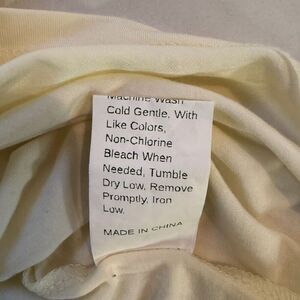 Machine Wash
Cold Gentle, With
Like Colors,
Non-Chlorine
Bleach When
Needed, Tumble
Dry Low, Remove
Promptly, Iron
Low.
MADE IN CHINA